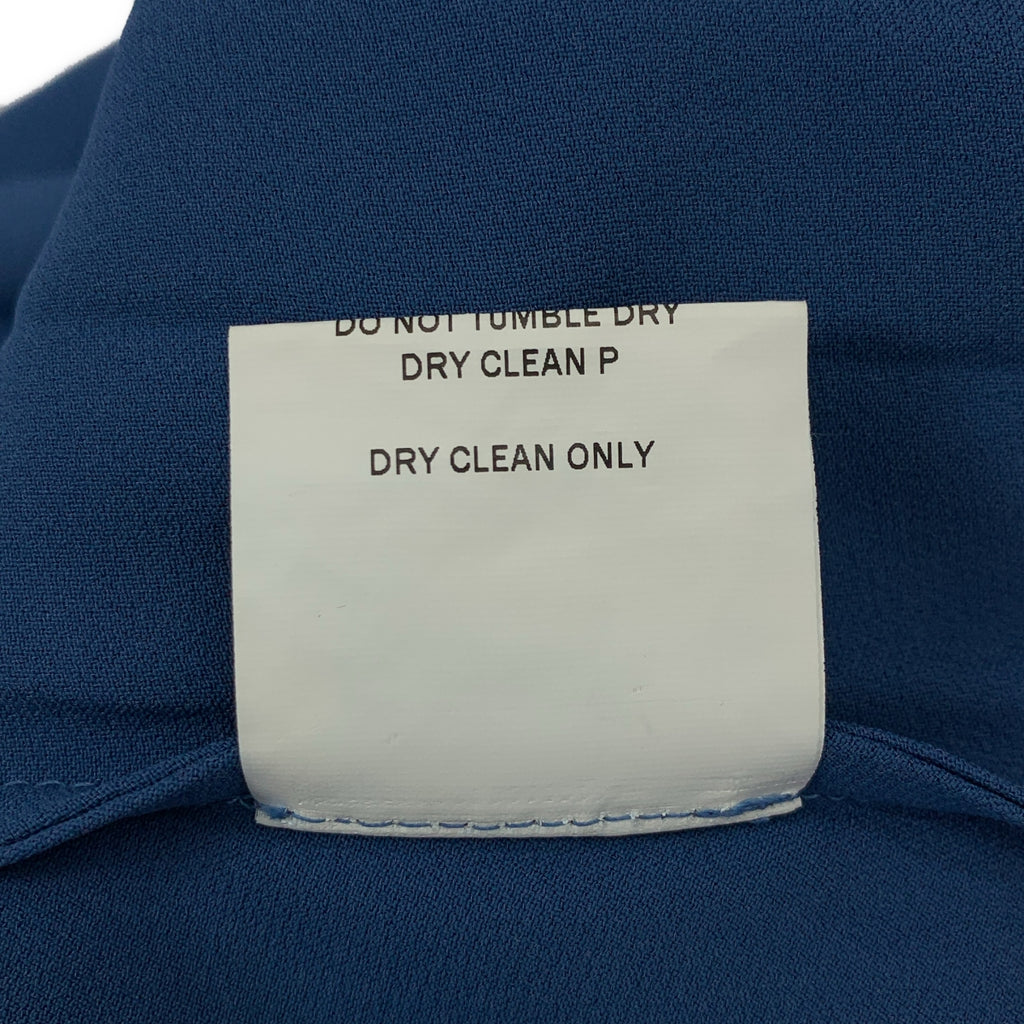 DO NOT TUMBLE DRY
DRY CLEAN P
DRY CLEAN ONLY